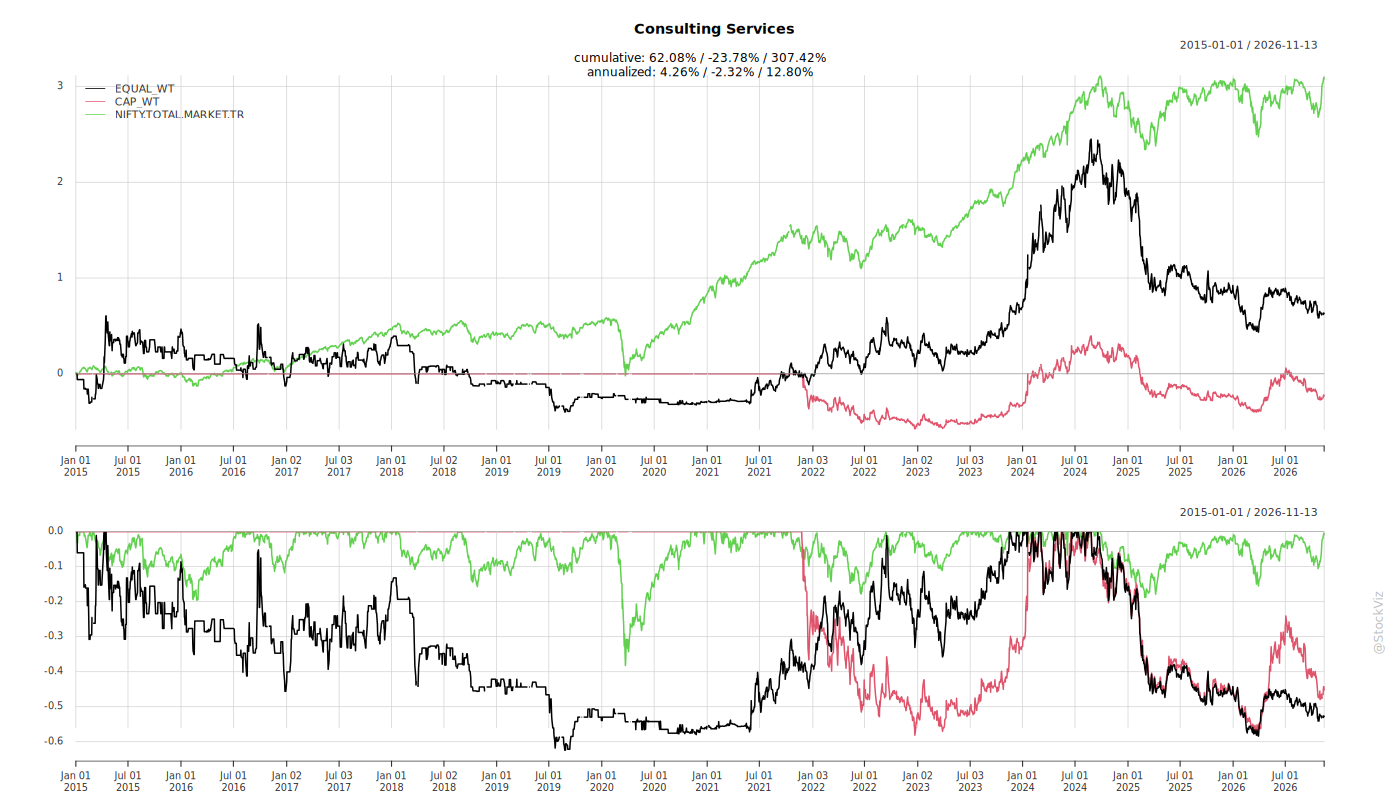 Consulting Services
2015-01-01 / 2026-11-13
cumulative: 62.08% / -23.78% / 307.42%
annualized: 4.26% / -2.32% / 12.80%
EQUAL_WT
CAP_WT
NIFTY.TOTAL.MARKET.TR
3
2
1
0
Jan 01 Jul 01 Jan 01 Jul 01 Jan 02 Jul 03 Jan 01 Jul 02 Jan 01 Jul 01 Jan 01 Jul 01 Jan 01 Jul 01 Jan 03 Jul 01 Jan 02 Jul 03 Jan 01 Jul 01 Jan 01 Jul 01 Jan 01 Jul 01
2015 2015 2016 2016 2017 2017 2018 2018 2019 2019 2020 2020 2021 2021 2022 2022 2023 2023 2024 2024 2025 2025 2026 2026
2015-01-01 / 2026-11-13
0.0
-0.1
-0.2
-0.3
-0.4
-0.5
-0.6
Jan 01 Jul 01 Jan 01 Jul 01 Jan 02 Jul 03 Jan 01 Jul 02 Jan 01 Jul 01 Jan 01 Jul 01 Jan 01 Jul 01 Jan 03 Jul 01 Jan 02 Jul 03 Jan 01 Jul 01 Jan 01 Jul 01 Jan 01 Jul 01
2015 2015 2016 2016 2017 2017 2018 2018 2019 2019 2020 2020 2021 2021 2022 2022 2023 2023 2024 2024 2025 2025 2026 2026
@StockViz